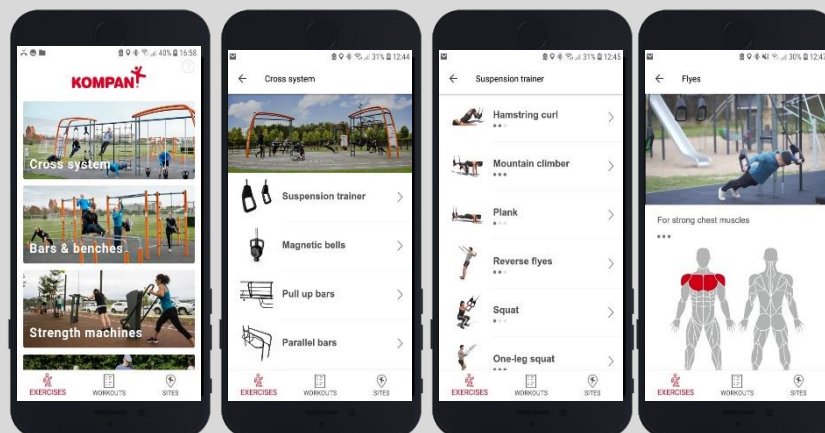 40% 16:58
KOMPAN
Cross system
Bars & benches
Strength machines
EXERCISES WORKOUTS SITES
31% 12:44
← Cross system
Suspension trainer
Magnetic bells
Pull up bars
Parallel bars
EXERCISES WORKOUTS SITES
31% 12:45
← Suspension trainer
Hamstring curl
Mountain climber
Plank
Reverse flyes
Squat
One-leg squat
EXERCISES WORKOUTS SITES
30% 12:47
← Flyes
For strong chest muscles
EXERCISES WORKOUTS SITES